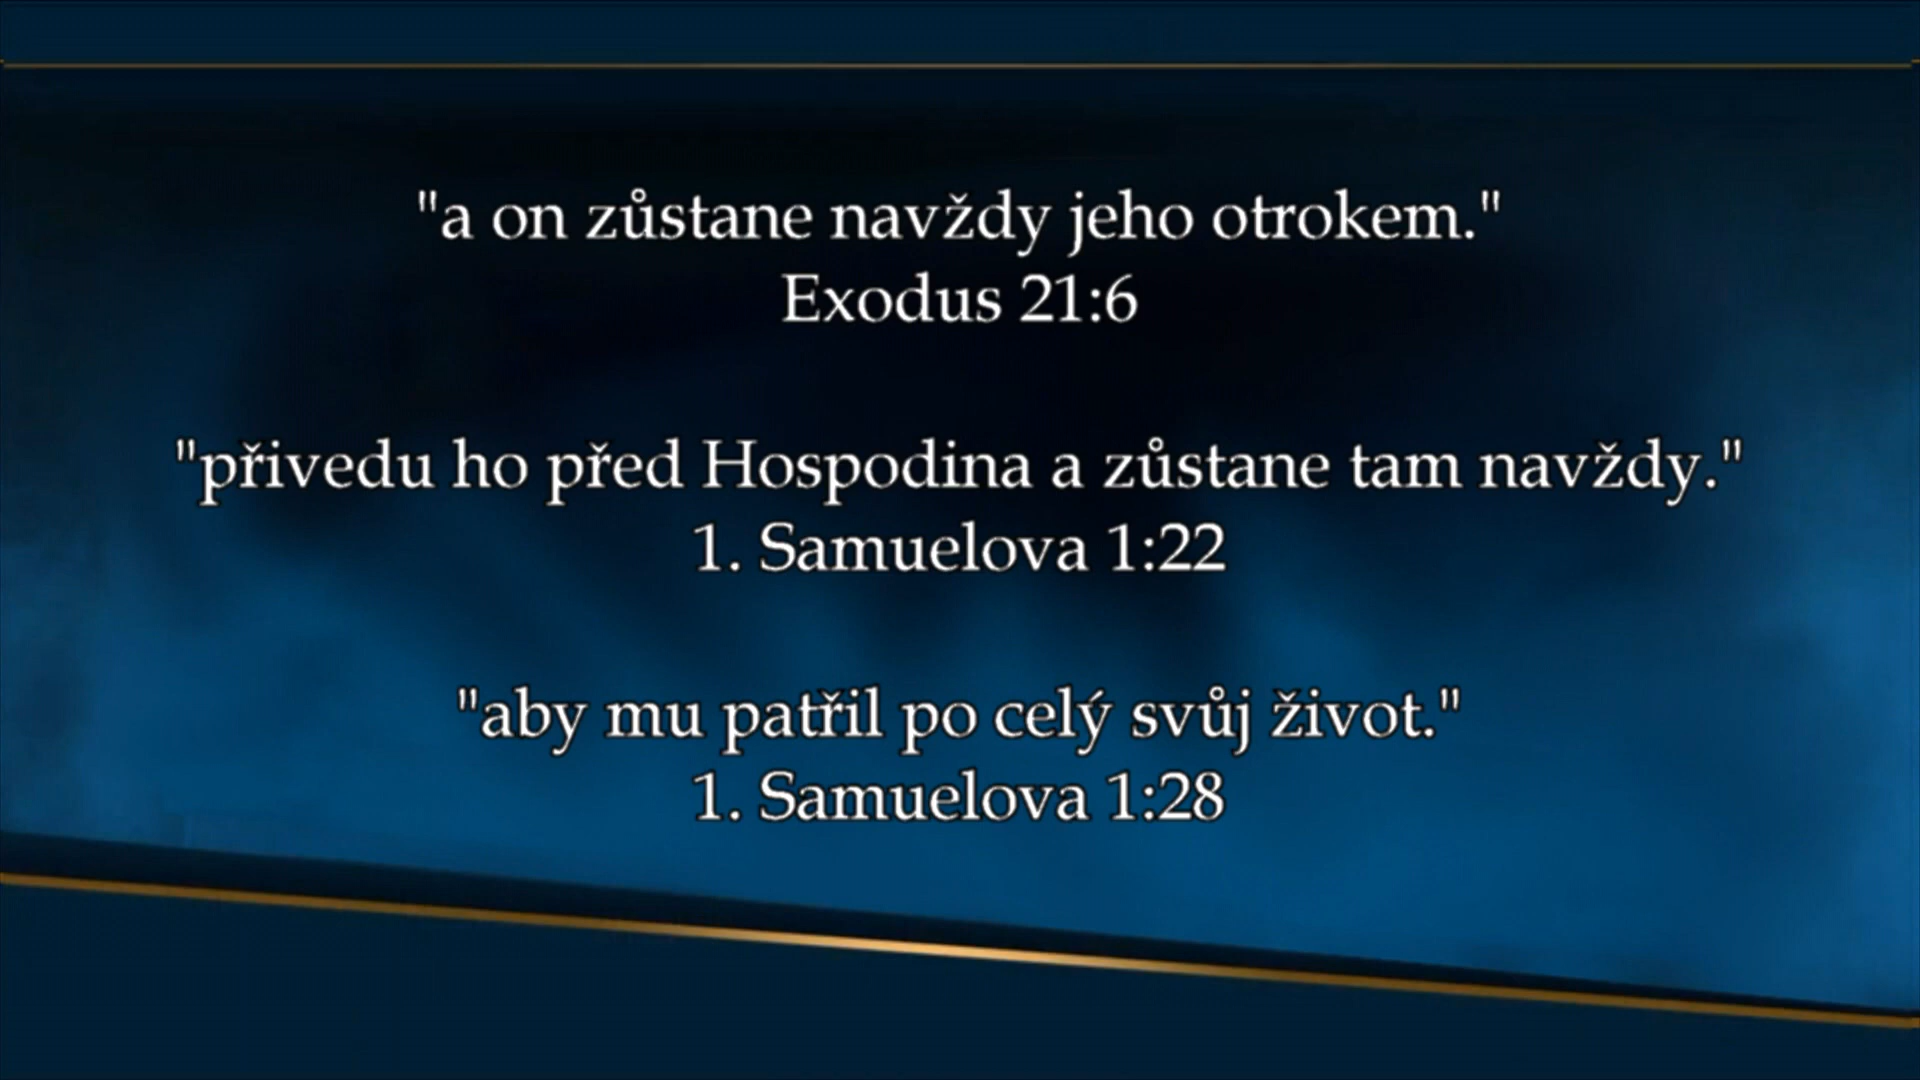 "a on zůstane navždy jeho otrokem."
Exodus 21:6
"přivedu ho před Hospodina a zůstane tam navždy."
1. Samuelova 1:22
"aby mu patřil po celý svůj život."
1. Samuelova 1:28